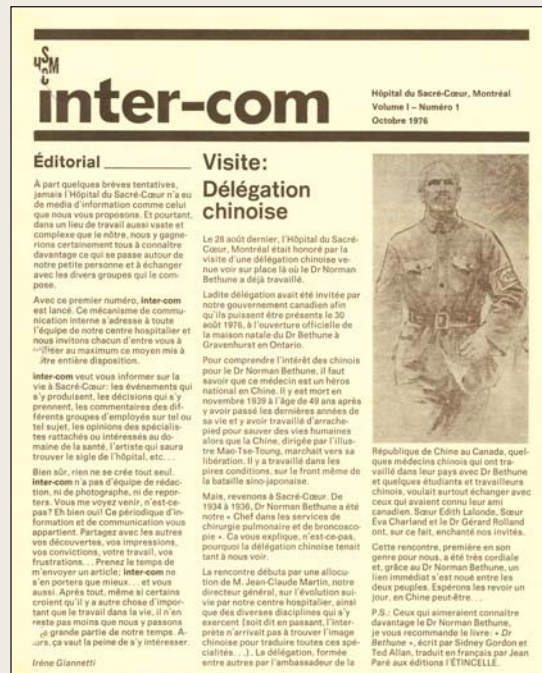 HSM
inter-com
Hôpital du Sacré-Cœur, Montréal
Volume I – Numéro 1
Octobre 1976
Éditorial
À part quelques brèves tentatives,
jamais l'Hôpital du Sacré-Cœur n'a eu
de media d'information comme celui
que nous vous proposons. Et pourtant,
dans un lieu de travail aussi vaste et
complexe que le nôtre, nous y gagne-
rions certainement tous à connaître
davantage ce qui se passe autour de
notre petite personne et à échanger
avec les divers groupes qui le com-
pose.
Avec ce premier numéro, inter-com
est lancé. Ce mécanisme de commu-
nication interne s'adresse à toute
l'équipe de notre centre hospitalier et
nous invitons chacun d'entre vous à
utiliser au maximum ce moyen mis à
entière disposition.
inter-com veut vous informer sur la
vie à Sacré-Cœur: les événements qui
s'y produisent, les décisions qui s'y
prennent, les commentaires des dif-
férents groupes d'employés sur tel ou
tel sujet, les opinions des spécialis-
tes rattachés ou intéressés au do-
maine de la santé, l'artiste qui saura
trouver le sigle de l'hôpital, etc...
Bien sûr, rien ne se crée tout seul.
inter-com n'a pas d'équipe de rédac-
tion, ni de photographe, ni de repor-
ters. Vous me voyez venir, n'est-ce-
pas? Eh bien oui! Ce périodique d'in-
formation et de communication vous
appartient. Partagez avec les autres
vos découvertes, vos impressions,
vos convictions, votre travail, vos
frustrations... Prenez le temps de
m'envoyer un article; inter-com ne
s'en portera que mieux... et vous
aussi. Après tout, même si certains
croient qu'il y a autre chose d'impor-
tant que le travail dans la vie, il n'en
reste pas moins que nous y passons
grande partie de notre temps. A-
ça vaut la peine de s'y intéresser.
Irène Giannetti
Visite:
Délégation
chinoise
Le 28 août dernier, l'Hôpital du Sacré-
Cœur, Montréal était honoré par la
visite d'une délégation chinoise ve-
nue voir sur place là où le Dr Norman
Bethune a déjà travaillé.
Ladite délégation avait été invitée par
notre gouvernement canadien afin
qu'ils puissent être présents le 30
août 1976, à l'ouverture officielle de
la maison natale du Dr Bethune à
Gravenhurst en Ontario.
Pour comprendre l'intérêt des chinois
pour le Dr Norman Bethune, il faut
savoir que ce médecin est un héros
national en Chine. Il y est mort en
novembre 1939 à l'âge de 49 ans après
y avoir passé les dernières années de
sa vie et y avoir travaillé d'arrache-
pied pour sauver des vies humaines
alors que la Chine, dirigée par l'illus-
tre Mao-Tse-Toung, marchait vers sa
libération. Il y a travaillé dans les
pires conditions, sur le front même de
la bataille sino-japonaise.
Mais, revenons à Sacré-Cœur. De
1934 à 1936, Dr Norman Bethune a été
notre « Chef dans les services de
chirurgie pulmonaire et de broncosco-
pie ». Ca vous explique, n'est-ce-pas,
pourquoi la délégation chinoise tenait
tant à nous voir.
La rencontre débuta par une allocu-
tion de M. Jean-Claude Martin, notre
directeur général, sur l'évolution sui-
vie par notre centre hospitalier, ainsi
que des diverses disciplines qui s'y
exercent (soit dit en passant, l'inter-
prète n'arrivait pas à trouver l'image
chinoise pour traduire toutes ces spé-
cialités...). La délégation, formée
entre autres par l'ambassadeur de la
République de Chine au Canada, quel-
ques médecins chinois qui ont tra-
vaillé dans leur pays avec Dr Bethune
et quelques étudiants et travailleurs
chinois, voulait surtout échanger avec
ceux qui avaient connu leur ami
canadien. Sœur Edith Lalonde, Sœur
Éva Charland et le Dr Gérard Rolland
ont, sur ce fait, enchanté nos invités.
Cette rencontre, première en son
genre pour nous, a été très cordiale
et, grâce au Dr Norman Bethune, un
lien immédiat s'est noué entre les
deux peuples. Espérons les revoir un
jour, en Chine peut-être...
P.S.: Ceux qui aimeraient connaître
davantage le Dr Norman Bethune,
je vous recommande le livre: « Dr
Bethune », écrit par Sidney Gordon et
Ted Allan, traduit en français par Jean
Paré aux éditions l'ÉTINCELLE.